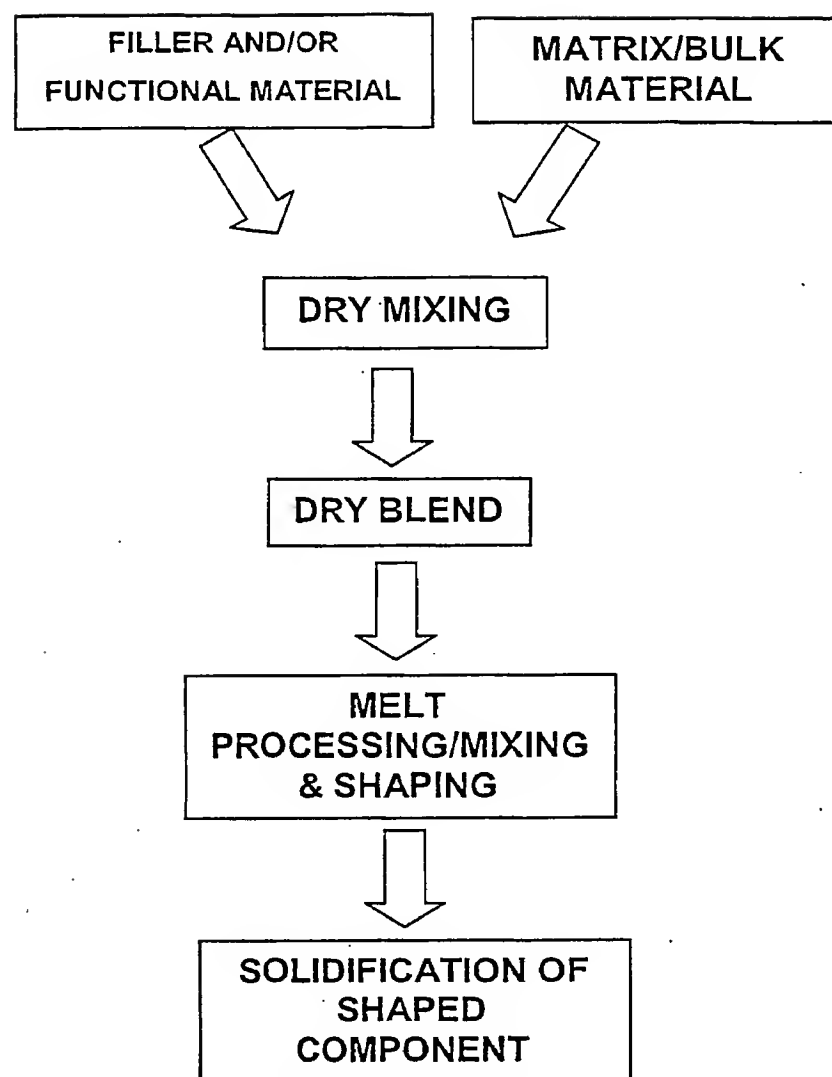 FILLER AND/OR
FUNCTIONAL MATERIAL
MATRIX/BULK
MATERIAL
DRY MIXING
DRY BLEND
MELT
PROCESSING/MIXING
& SHAPING
SOLIDIFICATION OF
SHAPED
COMPONENT